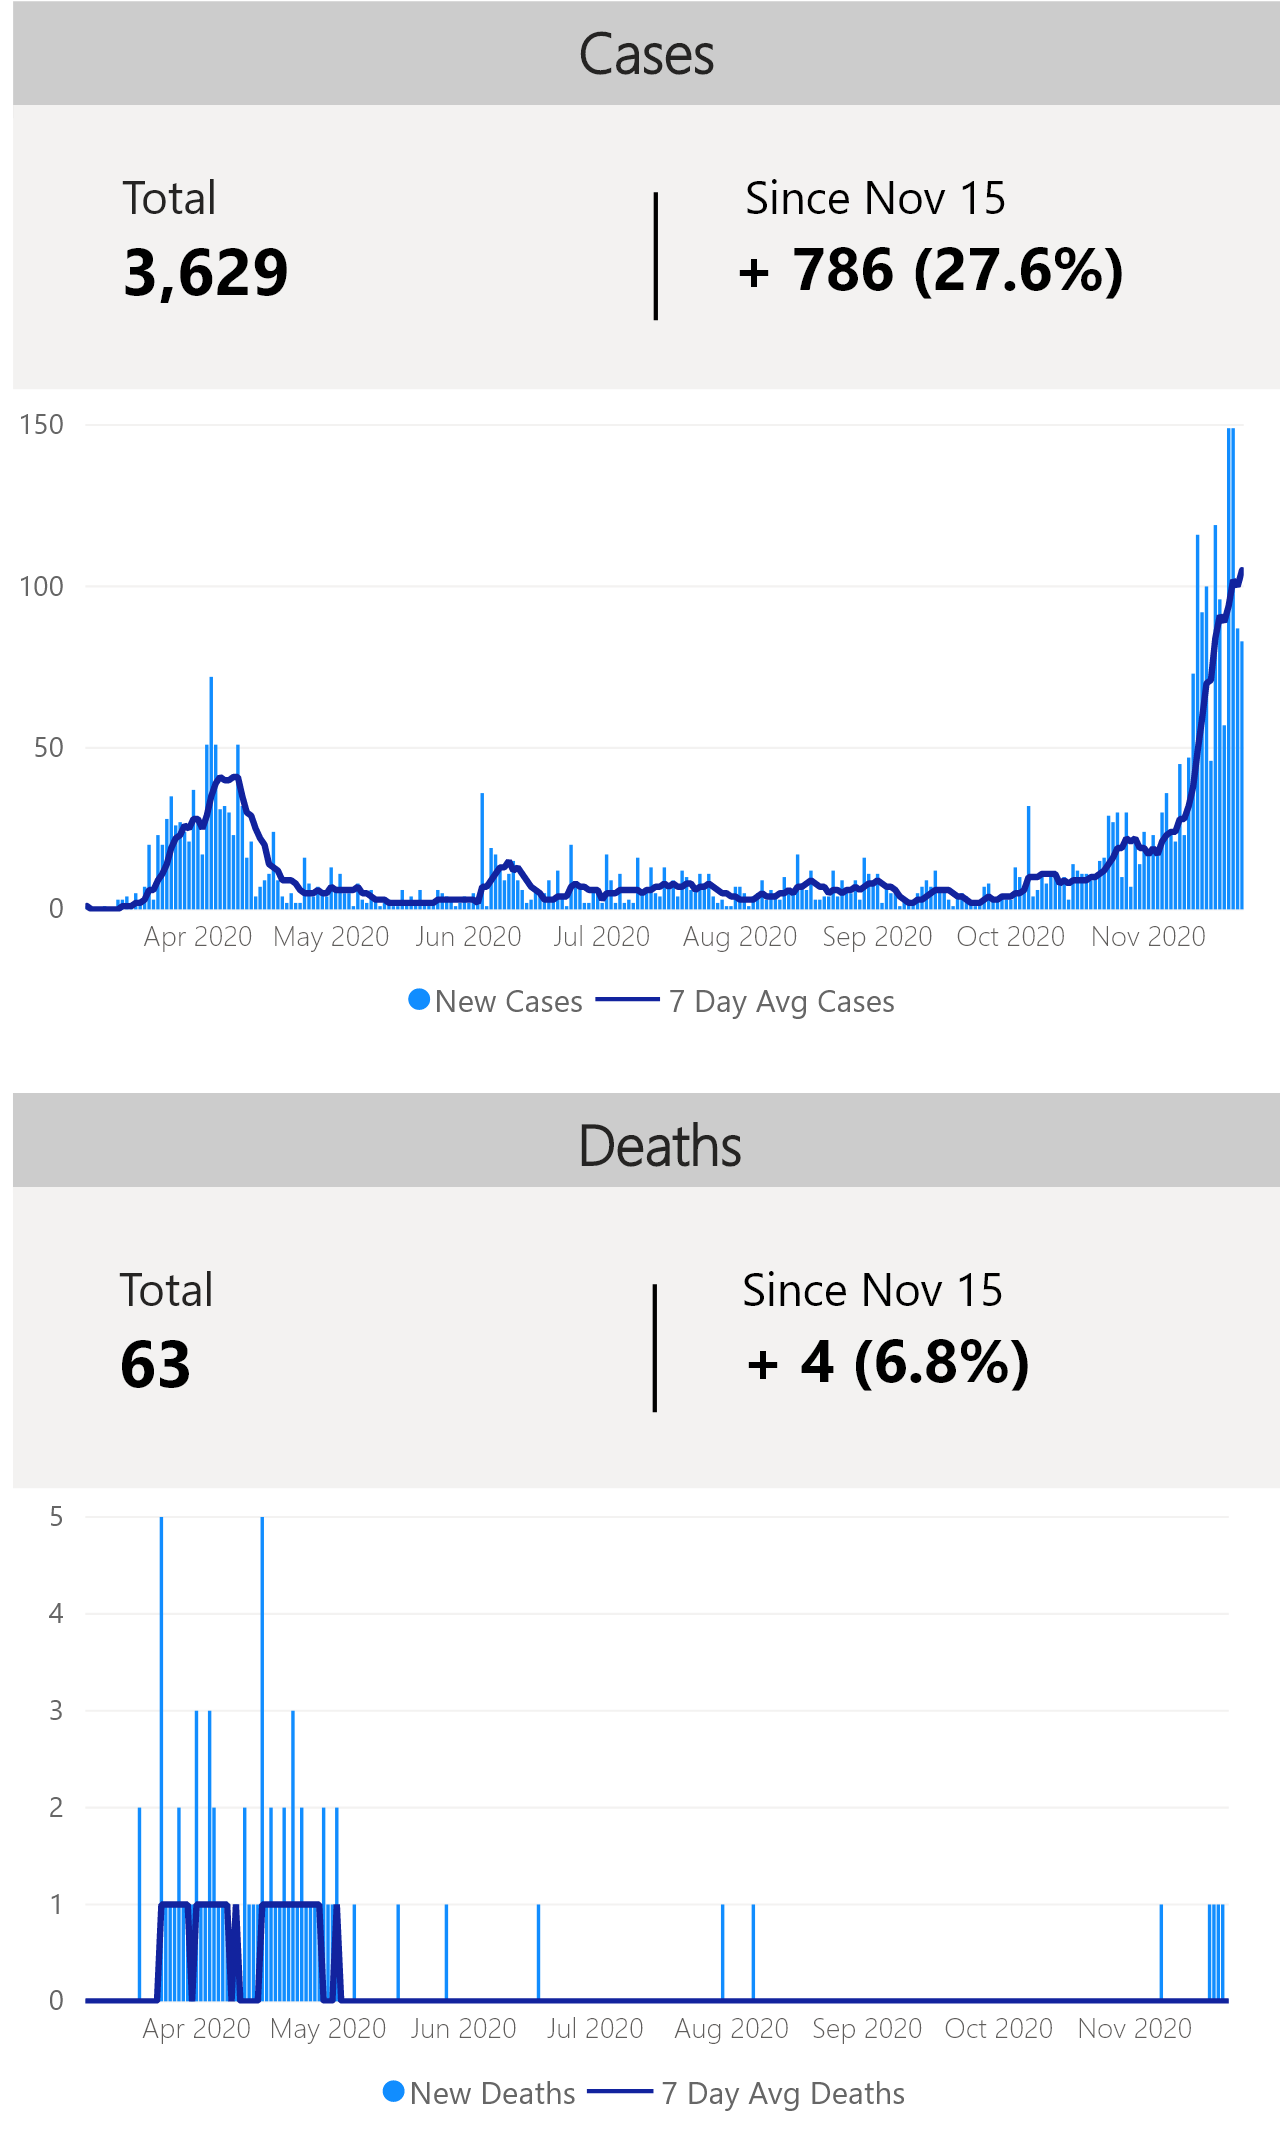 Cases
Total
Since Nov 15
3,629
+ 786 (27.6%)
150
100
50
0
Apr 2020 May 2020 Jun 2020 Jul 2020 Aug 2020 Sep 2020 Oct 2020 Nov 2020
New Cases 7 Day Avg Cases
Deaths
Total
Since Nov 15
63
+ 4 (6.8%)
5
4
3
2
1
0
Apr 2020 May 2020 Jun 2020 Jul 2020 Aug 2020 Sep 2020 Oct 2020 Nov 2020
New Deaths 7 Day Avg Deaths